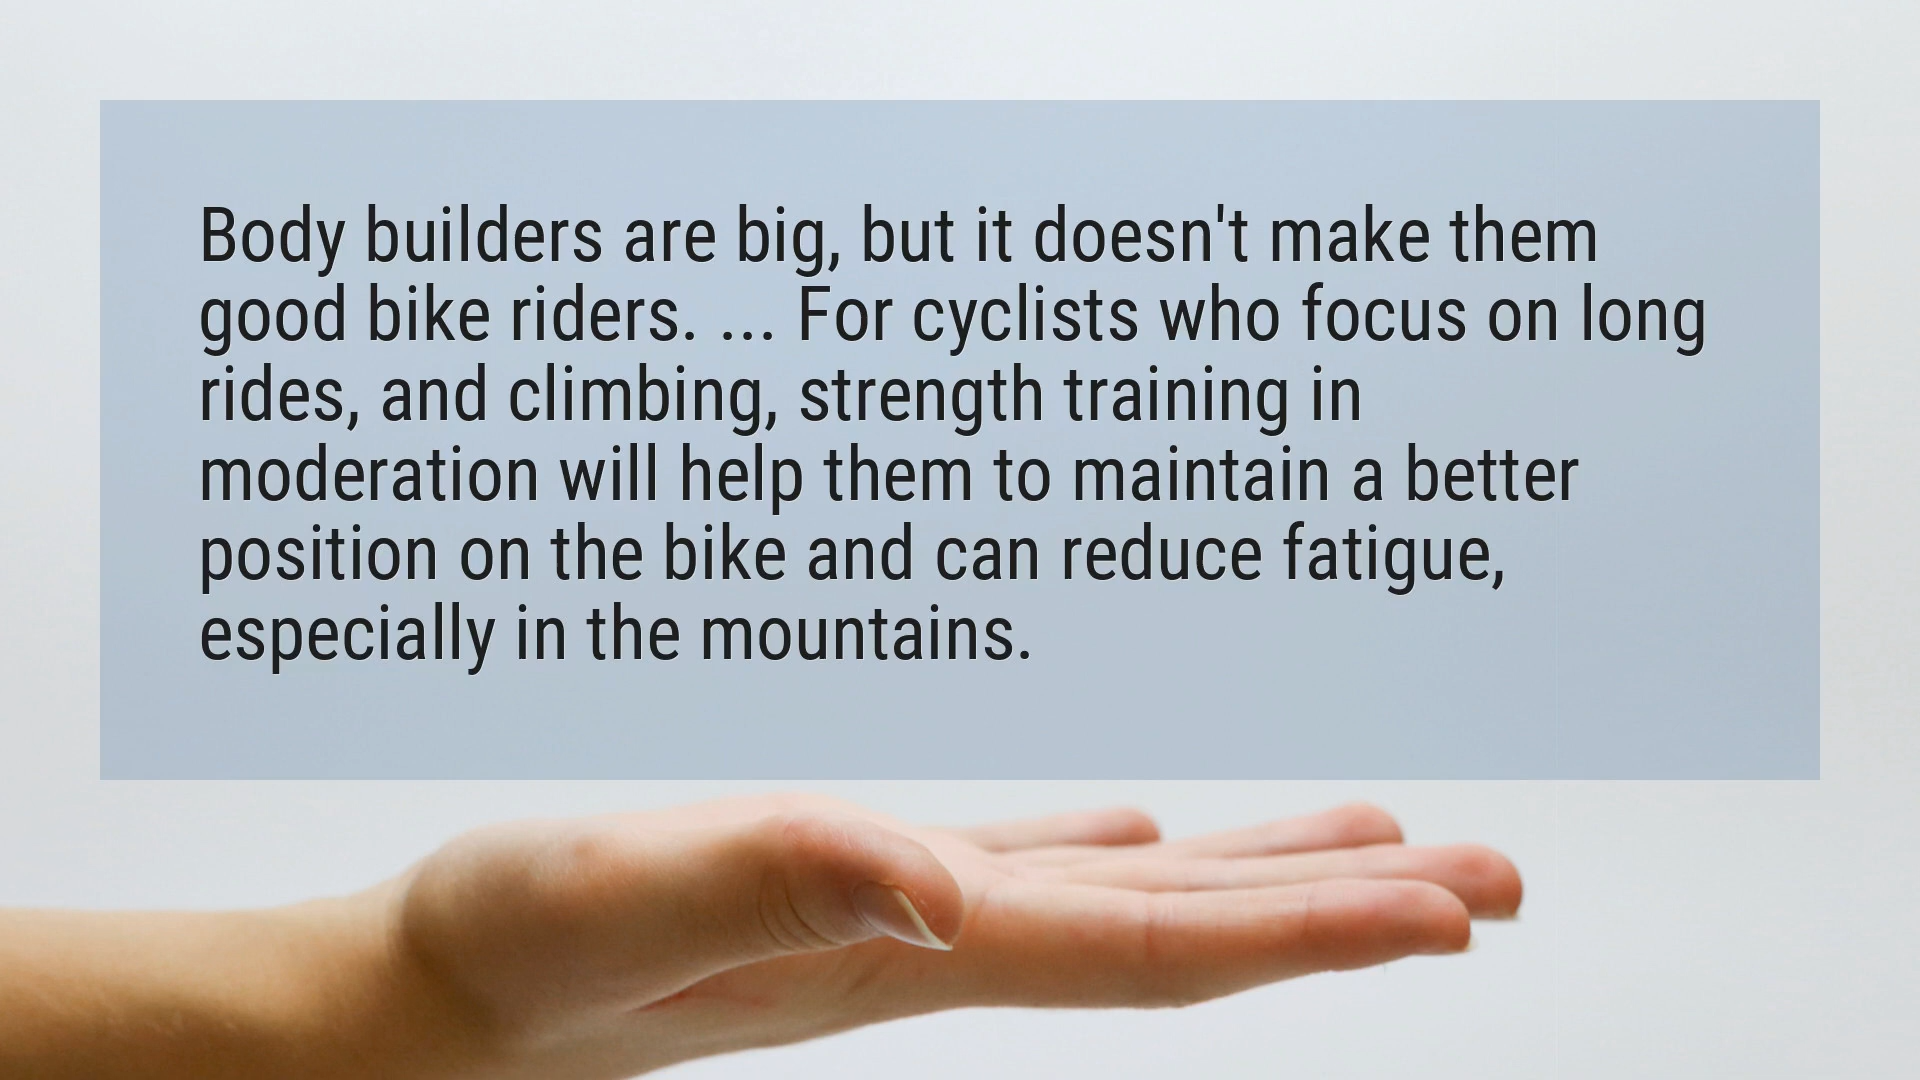 Body builders are big, but it doesn't make them
good bike riders. ... For cyclists who focus on long
rides, and climbing, strength training in
moderation will help them to maintain a better
position on the bike and can reduce fatigue,
especially in the mountains.